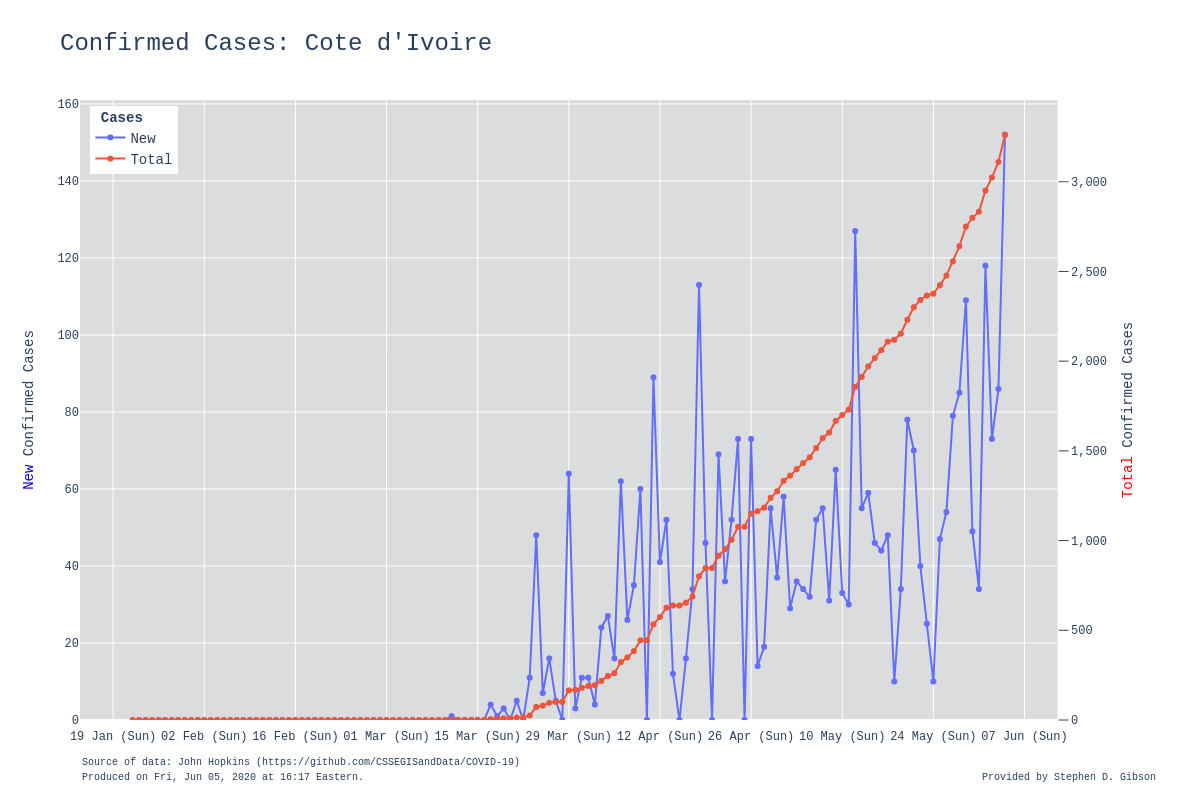 Confirmed Cases: Cote d'Ivoire
Cases
New
Total
160
140
120
100
80
60
40
20
0
3,000
2,500
2,000
1,500
1,000
500
0
New Confirmed Cases
Total Confirmed Cases
19 Jan (Sun) 02 Feb (Sun) 16 Feb (Sun) 01 Mar (Sun) 15 Mar (Sun) 29 Mar (Sun) 12 Apr (Sun) 26 Apr (Sun) 10 May (Sun) 24 May (Sun) 07 Jun (Sun)
Source of data: John Hopkins (https://github.com/CSSEGISandData/COVID-19)
Produced on Fri, Jun 05, 2020 at 16:17 Eastern.
Provided by Stephen D. Gibson